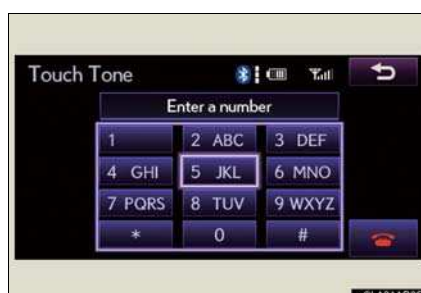 Touch Tone
Enter a number
1 2 ABC 3 DEF
4 GHI 5 JKL 6 MNO
7 PQRS 8 TUV 9 WXYZ
* 0 #